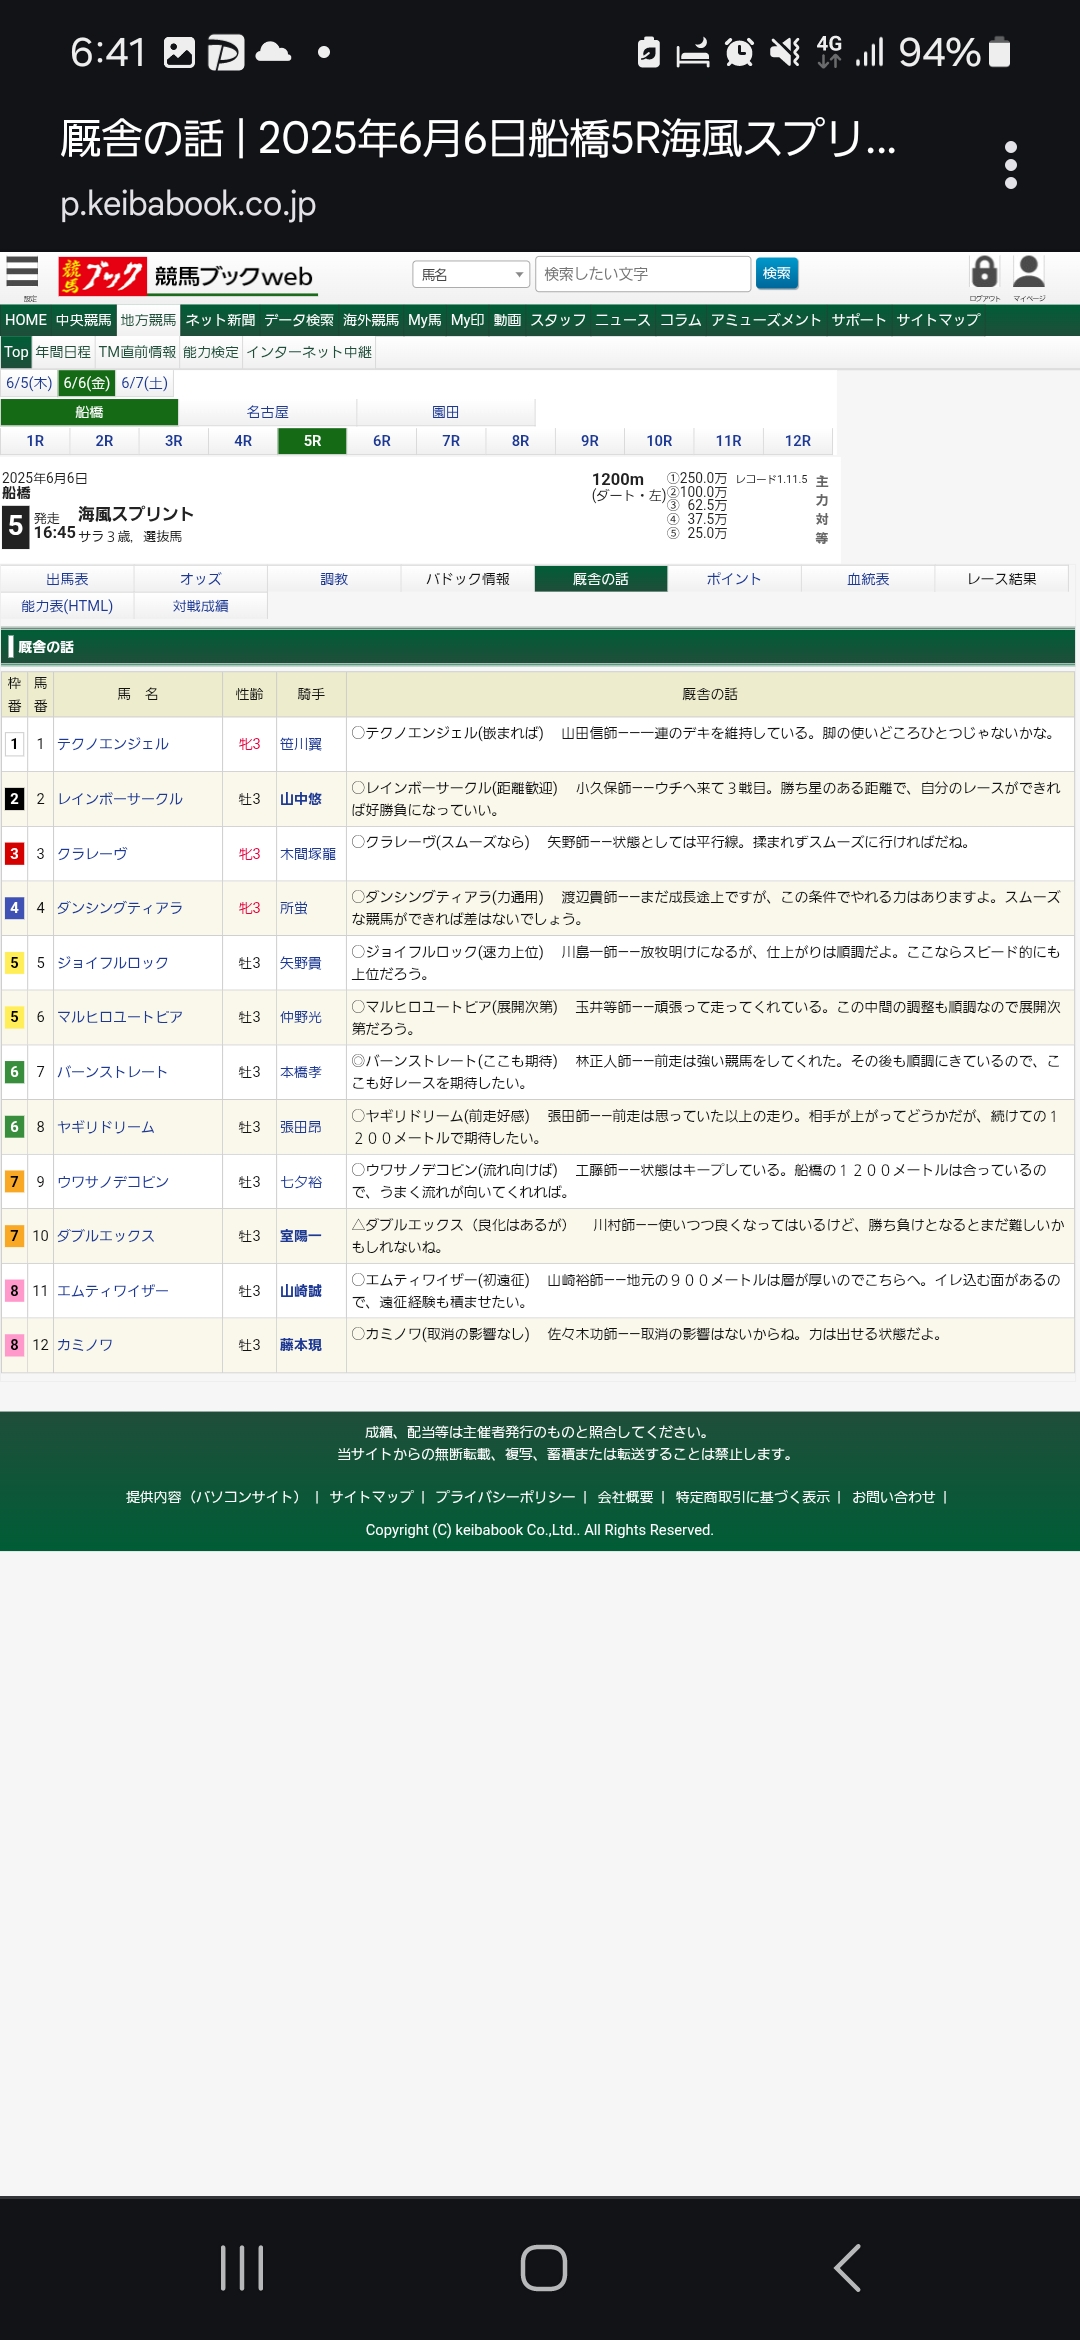 6:41
4G 94%
厩舎の話 | 2025年6月6日船橋5R海風スプリ...
p.keibabook.co.jp
設定 競馬ブック 競馬ブックweb 馬名 検索したい文字 検索 ログアウト マイページ
HOME 中央競馬 地方競馬 ネット新聞 データ検索 海外競馬 My馬 My印 動画 スタッフ ニュース コラム アミューズメント サポート サイトマップ
Top 年間日程 TM直前情報 能力検定 インターネット中継
6/5(木) 6/6(金) 6/7(土)
船橋 名古屋 園田
1R 2R 3R 4R 5R 6R 7R 8R 9R 10R 11R 12R
2025年6月6日
船橋
5 発走 16:45 海風スプリント
サラ３歳，選抜馬
1200m
(ダート・左)
①250.0万
②100.0万
③ 62.5万
④ 37.5万
⑤ 25.0万
レコード1.11.5
主力対等
出馬表 オッズ 調教 パドック情報 厩舎の話 ポイント 血統表 レース結果
能力表(HTML) 対戦成績
厩舎の話
枠番 馬番 馬　名 性齢 騎手 厩舎の話
1 1 テクノエンジェル 牝3 笹川翼 〇テクノエンジェル(嵌まれば)　山田信師――一連のデキを維持している。脚の使いどころひとつじゃないかな。
2 2 レインボーサークル 牡3 山中悠 〇レインボーサークル(距離歓迎)　小久保師――ウチへ来て３戦目。勝ち星のある距離で、自分のレースができれ
ば好勝負になっていい。
3 3 クラレーヴ 牝3 木間塚龍 〇クラレーヴ(スムーズなら)　矢野師――状態としては平行線。揉まれずスムーズに行ければだね。
4 4 ダンシングティアラ 牝3 所蛍 〇ダンシングティアラ(力通用)　渡辺貴師――まだ成長途上ですが、この条件でやれる力はありますよ。スムーズ
な競馬ができれば差はないでしょう。
5 5 ジョイフルロック 牡3 矢野貴 〇ジョイフルロック(速力上位)　川島一師――放牧明けになるが、仕上がりは順調だよ。ここならスピード的にも
上位だろう。
5 6 マルヒロユートピア 牡3 仲野光 〇マルヒロユートピア(展開次第)　玉井等師――頑張って走ってくれている。この中間の調整も順調なので展開次
第だろう。
6 7 バーンストレート 牡3 本橋孝 ◎バーンストレート(ここも期待)　林正人師――前走は強い競馬をしてくれた。その後も順調にきているので、こ
こも好レースを期待したい。
6 8 ヤギリドリーム 牡3 張田昂 〇ヤギリドリーム(前走好感)　張田師――前走は思っていた以上の走り。相手が上がってどうかだが、続けての１
２００メートルで期待したい。
7 9 ウワサノデコピン 牡3 七夕裕 〇ウワサノデコピン(流れ向けば)　工藤師――状態はキープしている。船橋の１２００メートルは合っているの
で、うまく流れが向いてくれれば。
7 10 ダブルエックス 牡3 室陽一 △ダブルエックス（良化はあるが）　川村師――使いつつ良くなってはいるけど、勝ち負けとなるとまだ難しいか
もしれないね。
8 11 エムティワイザー 牡3 山崎誠 〇エムティワイザー(初遠征)　山崎裕師――地元の９００メートルは層が厚いのでこちらへ。イレ込む面があるの
で、遠征経験も積ませたい。
8 12 カミノワ 牡3 藤本現 〇カミノワ(取消の影響なし)　佐々木功師――取消の影響はないからね。力は出せる状態だよ。
成績、配当等は主催者発行のものと照合してください。
当サイトからの無断転載、複写、蓄積または転送することは禁止します。
提供内容（パソコンサイト） | サイトマップ | プライバシーポリシー | 会社概要 | 特定商取引に基づく表示 | お問い合わせ |
Copyright (C) keibabook Co.,Ltd.. All Rights Reserved.